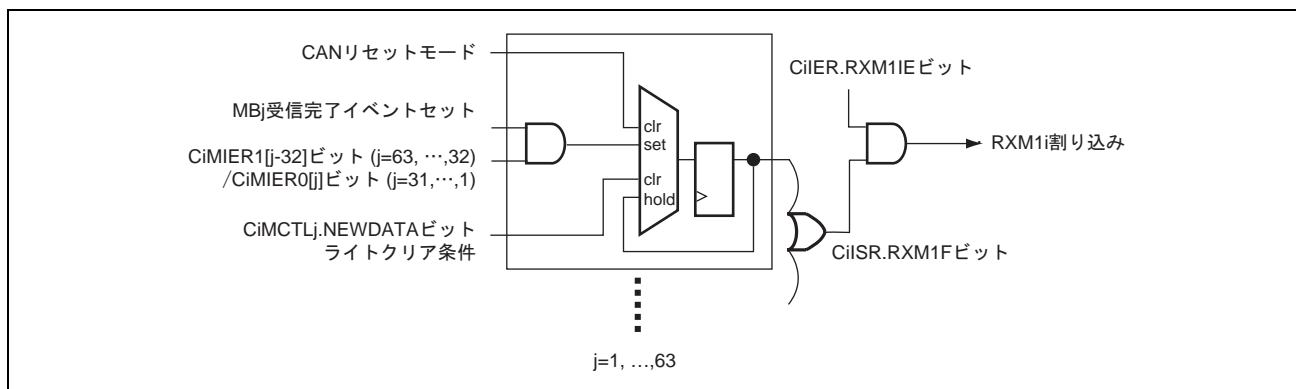 CANリセットモード
CiIER.RXM1IEビット
MBj受信完了イベントセット
clr
set
RXM1i割り込み
CiMIER1[j-32]ビット (j=63, …,32)
/CiMIER0[j]ビット (j=31,…,1)
clr
hold
CiMCTLj.NEWDATAビット
ライトクリア条件
CiISR.RXM1Fビット
j=1, …,63